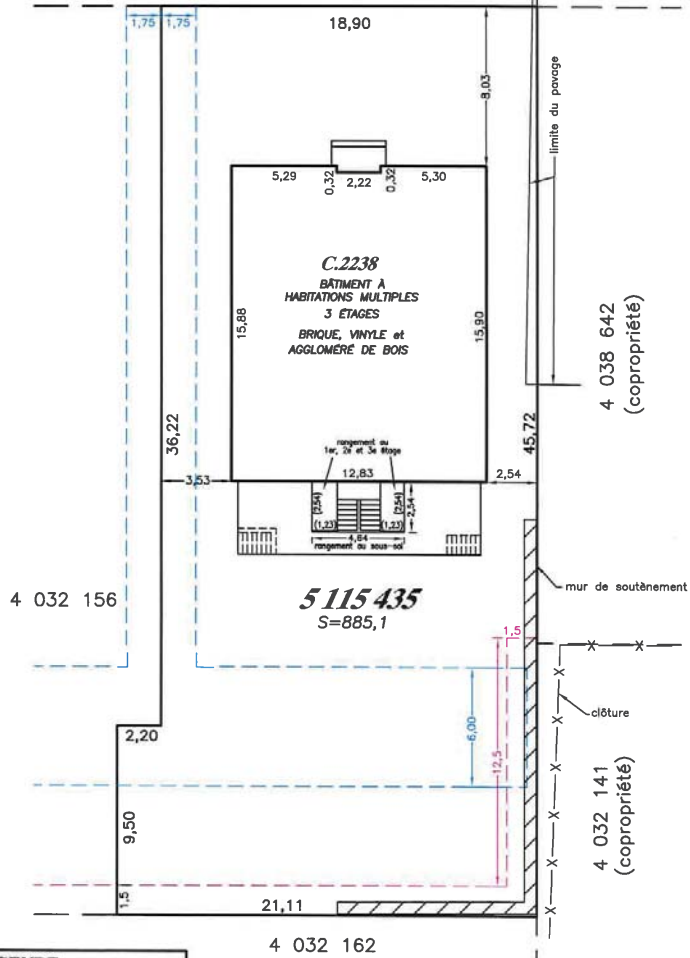 1,75
1,75
18,90
8,03
limite du pavage
5,29
0,32
2,22
0,32
5,30
C.2238
BÂTIMENT À
HABITATIONS MULTIPLES
3 ÉTAGES
BRIQUE, VINYLE et
AGGLOMÉRÉ DE BOIS
15,88
15,90
4 038 642
(copropriété)
36,22
45,72
rangement au
1er, 2e et 3e étage
12,83
3,53
2,54
(2,54)
(2,54)
2,54
(1,23)
(1,23)
4,64
rangement au sous-sol
4 032 156
5 115 435
S=885,1
mur de soutènement
1,5
clôture
6,00
12,5
2,20
4 032 141
(copropriété)
9,50
1,5
21,11
4 032 162